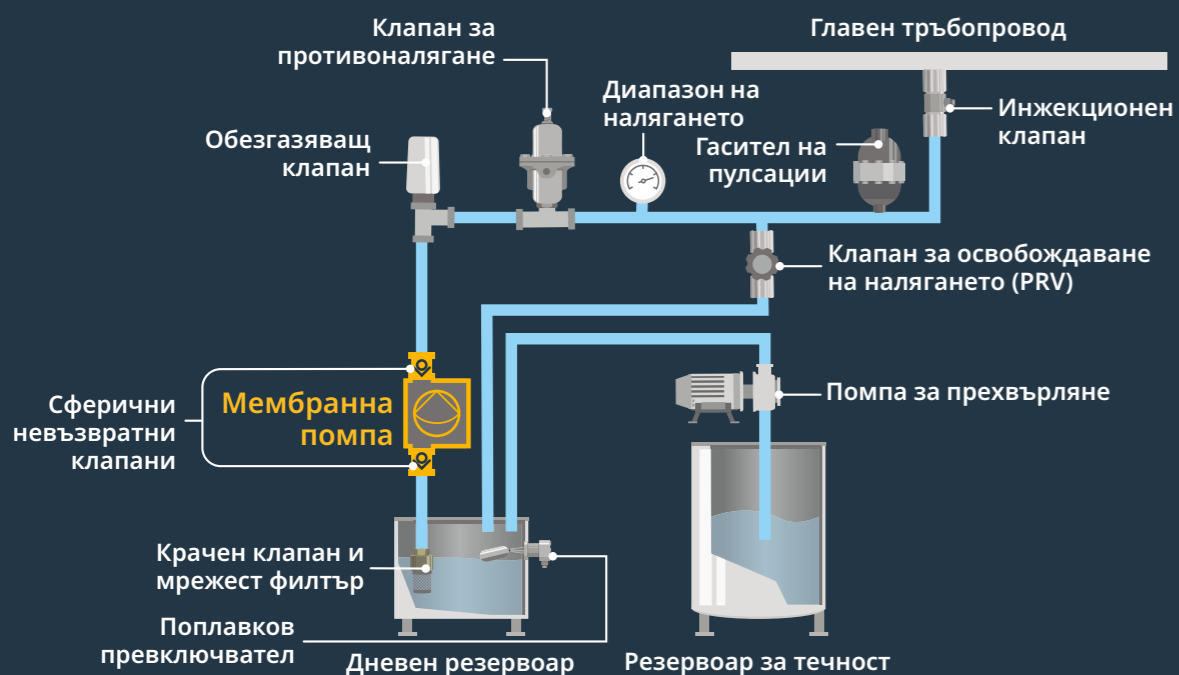 Клапан за
противоналягане
Главен тръбопровод
Диапазон на
налягането
Инжекционен
клапан
Обезгазяващ
клапан
Гасител на
пулсации
Клапан за освобождаване
на налягането (PRV)
Мембранна
помпа
Помпа за прехвърляне
Сферични
невъзвратни
клапани
Крачен клапан и
мрежест филтър
Поплавков
превключвател
Дневен резервоар
Резервоар за течност